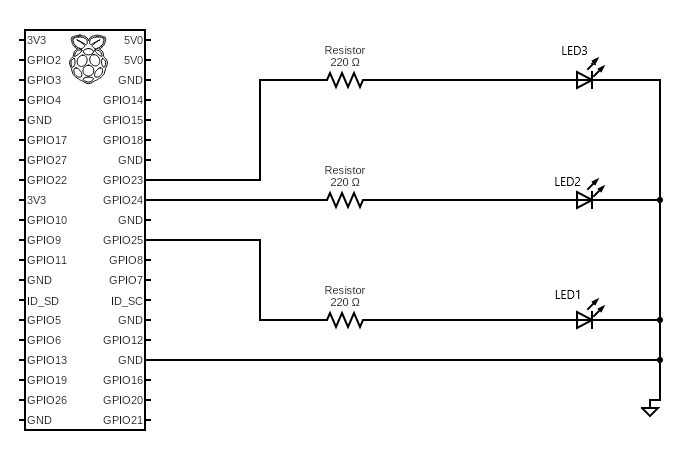 3V3 5V0
GPIO2 5V0
GPIO3 GND
GPIO4 GPIO14
GND GPIO15
GPIO17 GPIO18
GPIO27 GND
GPIO22 GPIO23
3V3 GPIO24
GPIO10 GND
GPIO9 GPIO25
GPIO11 GPIO8
GND GPIO7
ID_SD ID_SC
GPIO5 GND
GPIO6 GPIO12
GPIO13 GND
GPIO19 GPIO16
GPIO26 GPIO20
GND GPIO21
Resistor
220 Ω
LED3
Resistor
220 Ω
LED2
Resistor
220 Ω
LED1